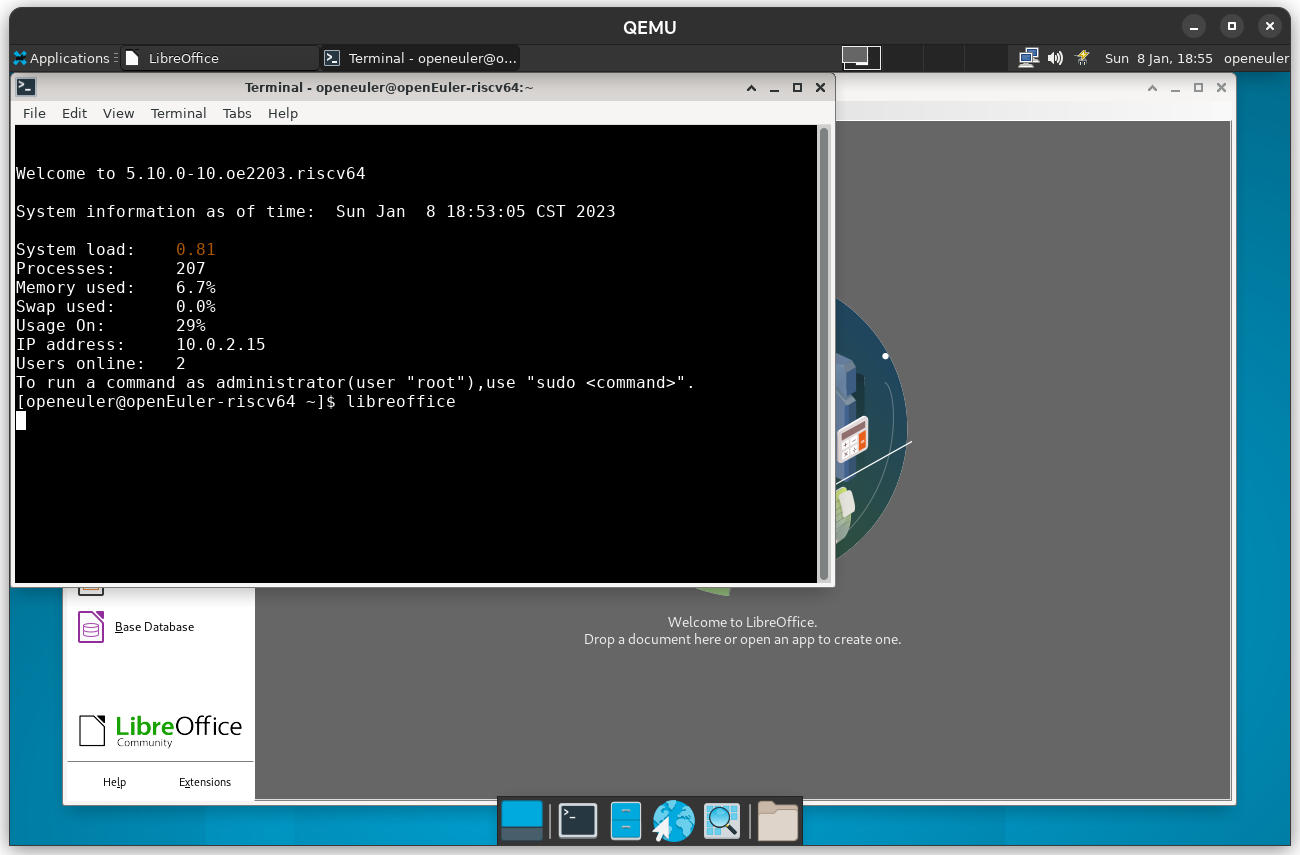 QEMU
Applications LibreOffice Terminal - openeuler@o... Sun 8 Jan, 18:55 openeuler
Terminal - openeuler@openEuler-riscv64:~
File Edit View Terminal Tabs Help
Welcome to 5.10.0-10.oe2203.riscv64
System information as of time:  Sun Jan  8 18:53:05 CST 2023
System load:    0.81
Processes:      207
Memory used:    6.7%
Swap used:      0.0%
Usage On:       29%
IP address:     10.0.2.15
Users online:   2
To run a command as administrator(user "root"),use "sudo <command>".
[openeuler@openEuler-riscv64 ~]$ libreoffice
Base Database
Welcome to LibreOffice.
Drop a document here or open an app to create one.
LibreOffice
Community
Help Extensions